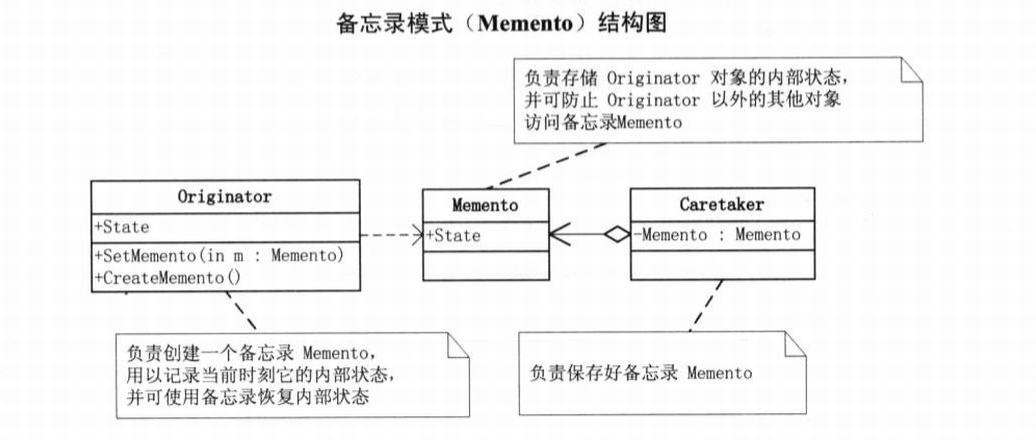 备忘录模式（Memento）结构图
负责存储 Originator 对象的内部状态，
并可防止 Originator 以外的其他对象
访问备忘录Memento
Originator
+State
+SetMemento(in m : Memento)
+CreateMemento()
Memento
+State
Caretaker
-Memento : Memento
负责创建一个备忘录 Memento，
用以记录当前时刻它的内部状态，
并可使用备忘录恢复内部状态
负责保存好备忘录 Memento